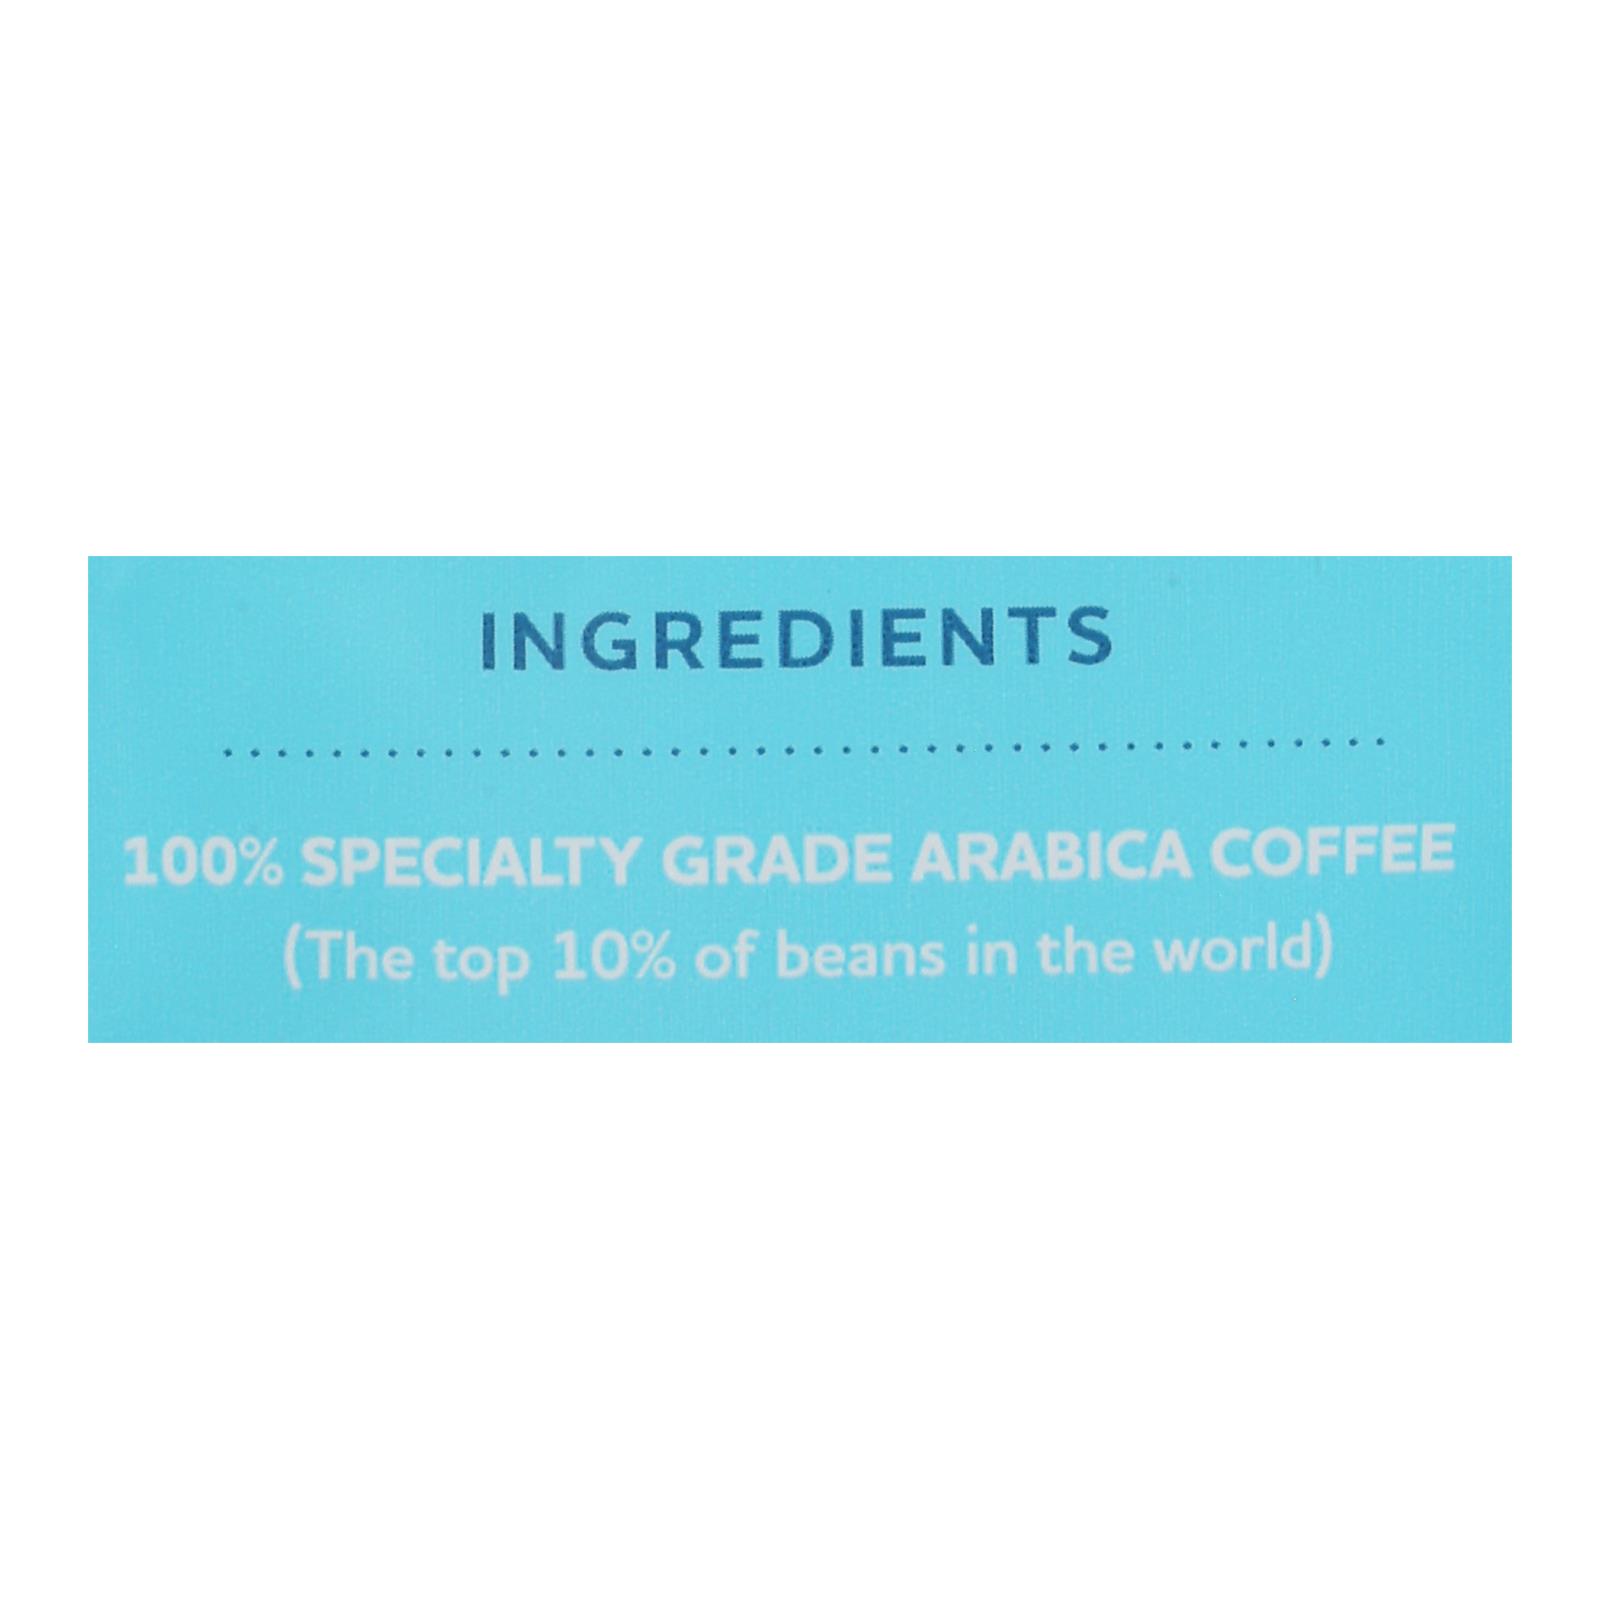 INGREDIENTS
100% SPECIALTY GRADE ARABICA COFFEE
(The top 10% of beans in the world)